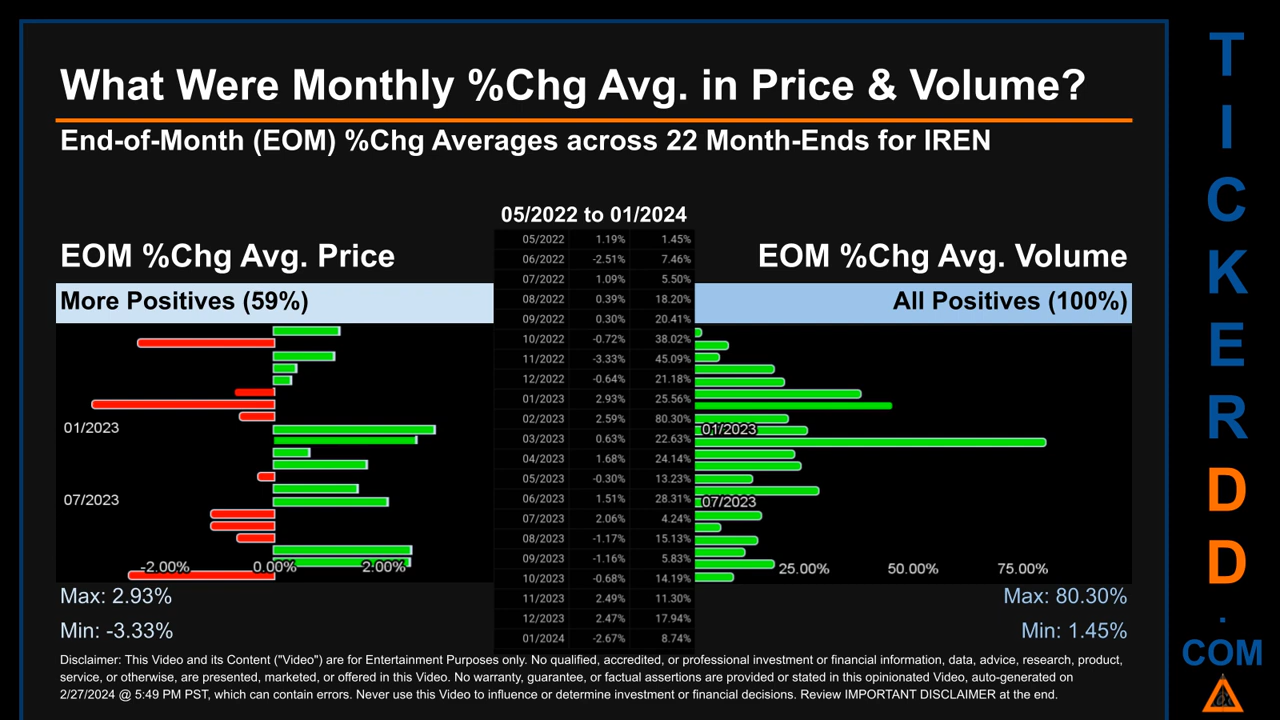 What Were Monthly %Chg Avg. in Price & Volume?
End-of-Month (EOM) %Chg Averages across 22 Month-Ends for IREN
05/2022 to 01/2024
EOM %Chg Avg. Price
EOM %Chg Avg. Volume
More Positives (59%)
All Positives (100%)
05/2022 1.19% 1.45%
06/2022 -2.51% 7.46%
07/2022 1.09% 5.50%
08/2022 0.39% 18.20%
09/2022 0.30% 20.41%
10/2022 -0.72% 38.02%
11/2022 -3.33% 45.09%
12/2022 -0.64% 21.18%
01/2023 2.93% 25.56%
02/2023 2.59% 80.30%
03/2023 0.63% 22.63%
04/2023 1.68% 24.14%
05/2023 -0.30% 13.23%
06/2023 1.51% 28.31%
07/2023 2.06% 4.24%
08/2023 -1.17% 15.13%
09/2023 -1.16% 5.83%
10/2023 -0.68% 14.19%
11/2023 2.49% 11.30%
12/2023 2.47% 17.94%
01/2024 -2.67% 8.74%
01/2023
07/2023
-2.00% 0.00% 2.00%
01/2023
07/2023
25.00% 50.00% 75.00%
Max: 2.93%
Min: -3.33%
Max: 80.30%
Min: 1.45%
Disclaimer: This Video and its Content ("Video") are for Entertainment Purposes only. No qualified, accredited, or professional investment or financial information, data, advice, research, product,
service, or otherwise, are presented, marketed, or offered in this Video. No warranty, guarantee, or factual assertions are provided or stated in this opinionated Video, auto-generated on
2/27/2024 @ 5:49 PM PST, which can contain errors. Never use this Video to influence or determine investment or financial decisions. Review IMPORTANT DISCLAIMER at the end.
T
I
C
K
E
R
D
D
.
COM